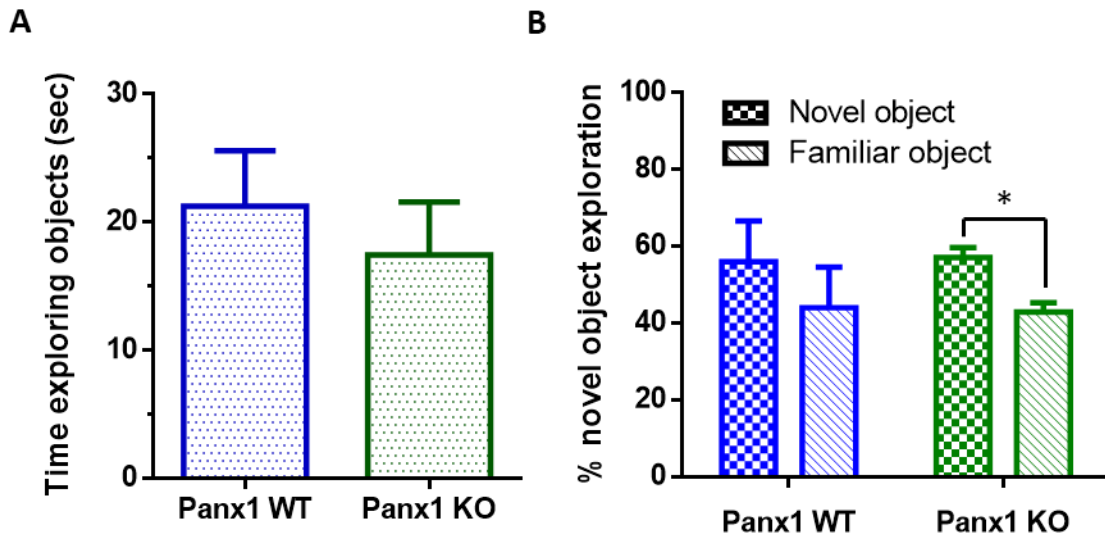 A
Time exploring objects (sec)
30
20
10
0
Panx1 WT
Panx1 KO
B
% novel object exploration
100
80
60
40
20
0
Novel object
Familiar object
*
Panx1 WT
Panx1 KO